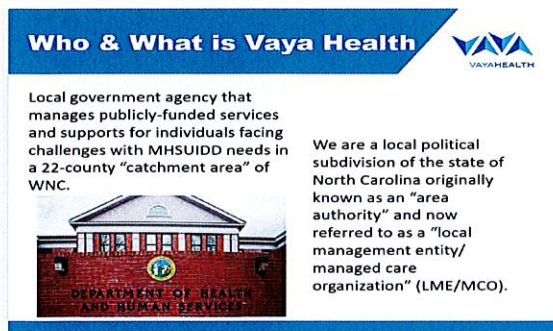 Who & What is Vaya Health
VAYAHEALTH
Local government agency that
manages publicly-funded services
and supports for individuals facing
challenges with MHSUIDD needs in
a 22-county “catchment area” of
WNC.
We are a local political
subdivision of the state of
North Carolina originally
known as an “area
authority” and now
referred to as a “local
management entity/
managed care
organization” (LME/MCO).
DEPARTMENT OF HEALTH
AND HUMAN SERVICES